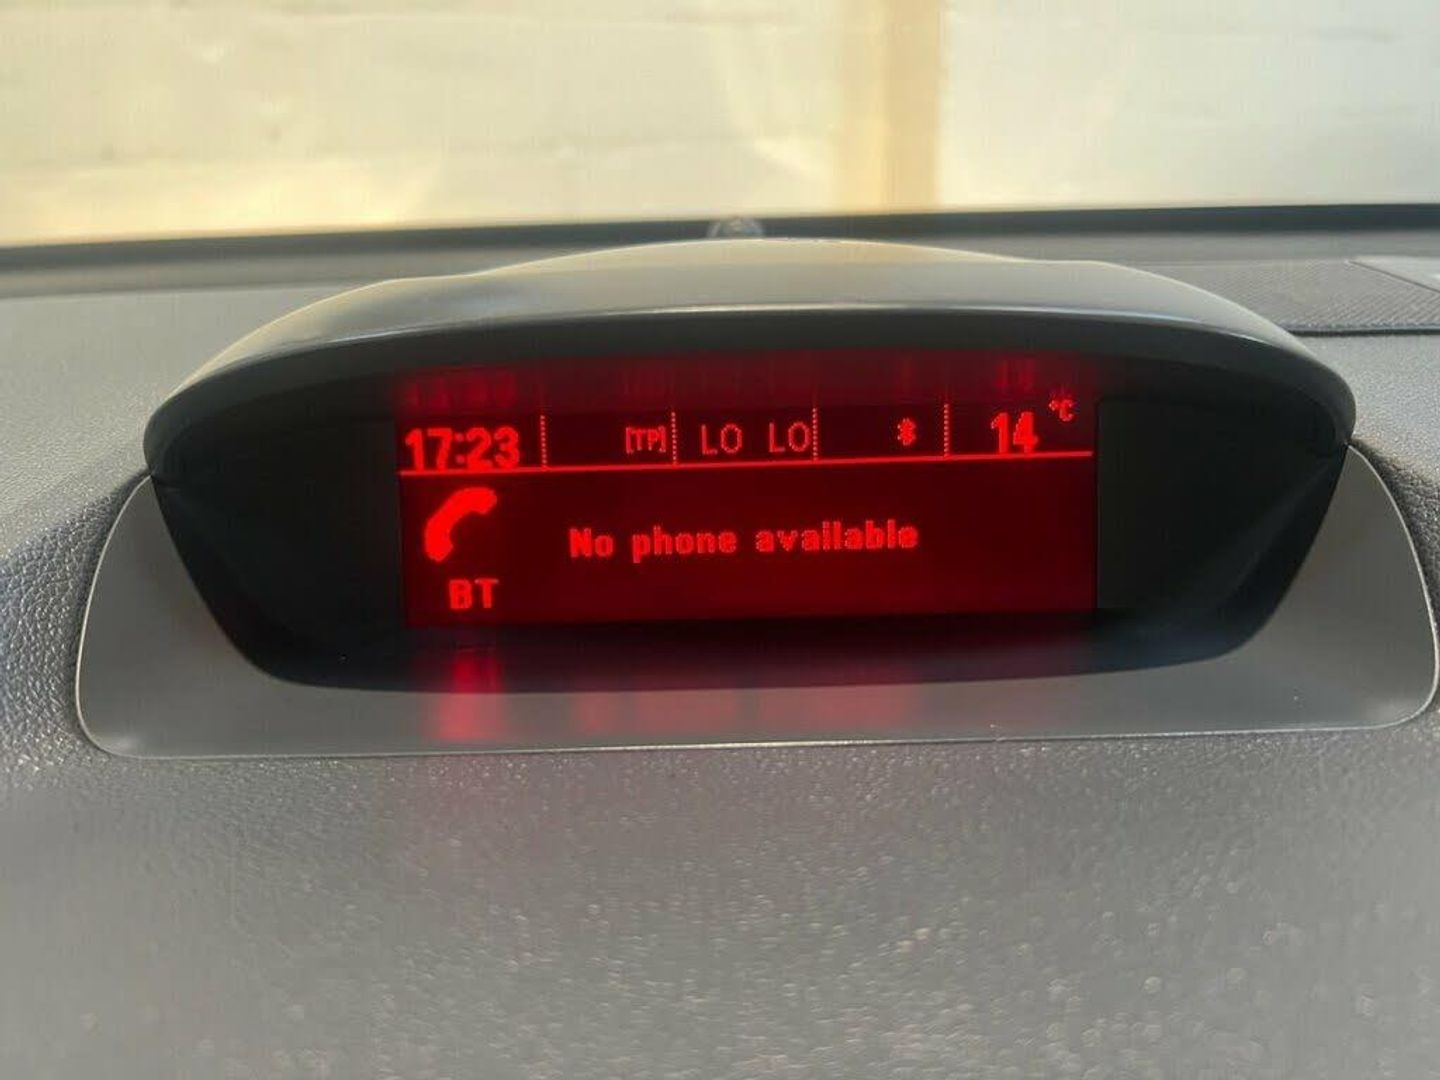 17:23 [TP] LO LO 14 °C
No phone available
BT